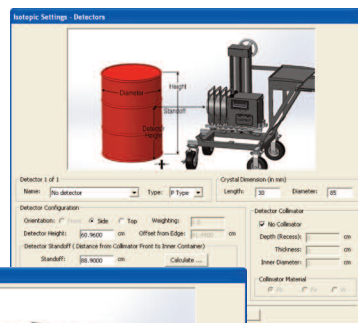 Isotopic Settings - Detectors
Height
Diameter
Standoff
Detector
Height
Detector 1 of 1
Name: No detector Type: P Type
Crystal Dimension (in mm)
Length: 30 Diameter: 85
Detector Configuration
Orientation: Front Side Top Weighting:
Detector Height: 60.9600 cm Offset from Edge: cm
Detector Standoff ( Distance from Collimator Front to Inner Container)
Standoff: 88.9000 cm Calculate ...
Detector Collimator
No Collimator
Depth (Recess): cm
Thickness: cm
Inner Diameter: cm
Collimator Material